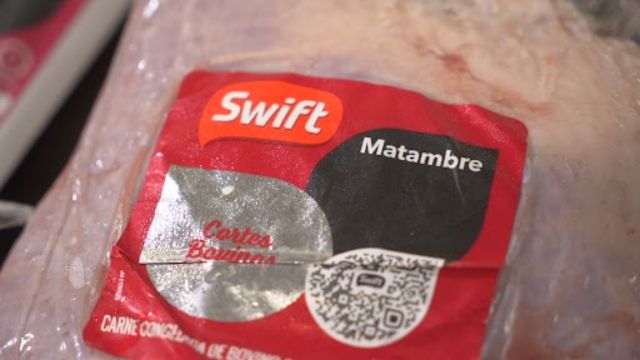 Swift
Matambre
Cortes
Bovinos
CARNE CONGELADA DE BOVINO